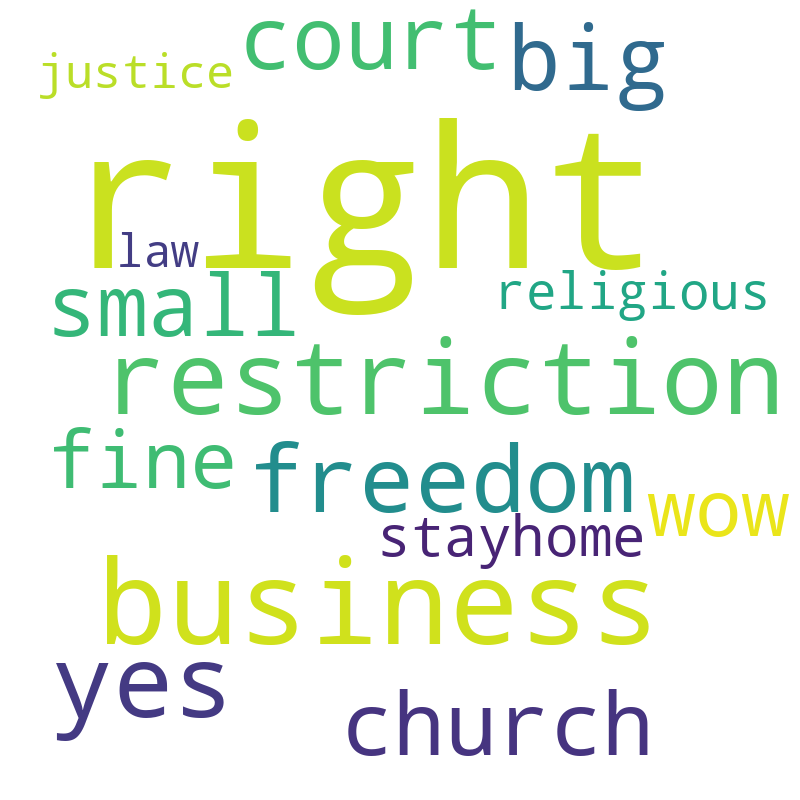 court big
justice
right
law
small religious
restriction
fine freedom wow
stayhome
business
yes church